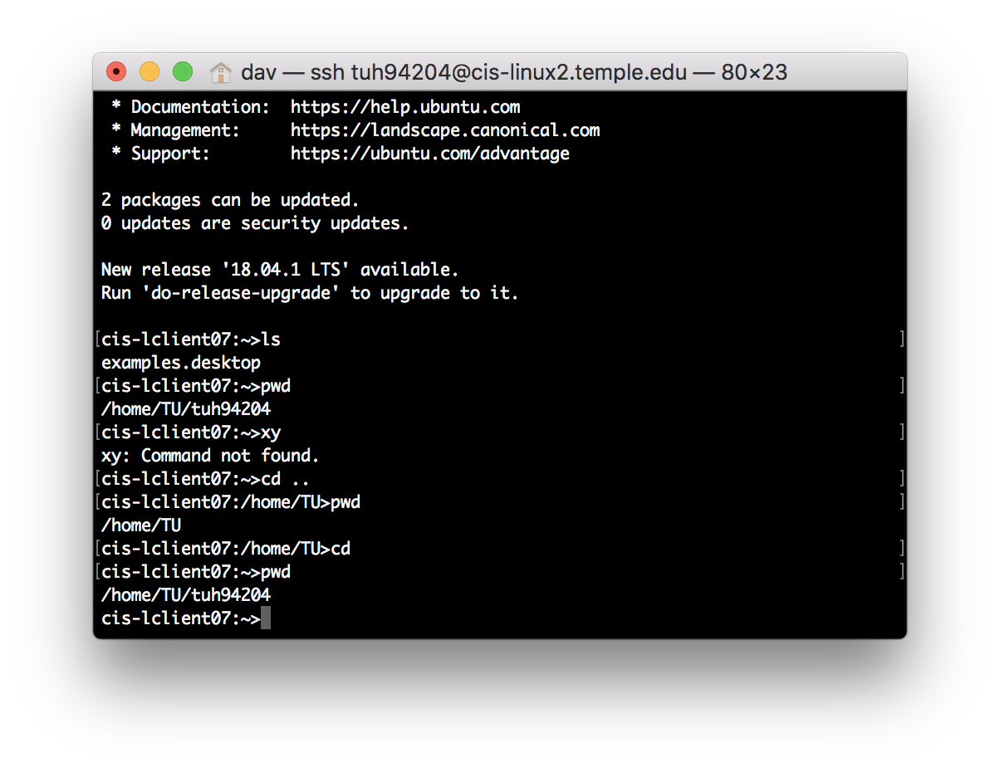 dav — ssh tuh94204@cis-linux2.temple.edu — 80×23
 * Documentation:  https://help.ubuntu.com
 * Management:     https://landscape.canonical.com
 * Support:        https://ubuntu.com/advantage
2 packages can be updated.
0 updates are security updates.
New release '18.04.1 LTS' available.
Run 'do-release-upgrade' to upgrade to it.
[cis-lclient07:~>ls ]
examples.desktop
[cis-lclient07:~>pwd ]
/home/TU/tuh94204
[cis-lclient07:~>xy ]
xy: Command not found.
[cis-lclient07:~>cd .. ]
[cis-lclient07:/home/TU>pwd ]
/home/TU
[cis-lclient07:/home/TU>cd ]
[cis-lclient07:~>pwd ]
/home/TU/tuh94204
cis-lclient07:~>